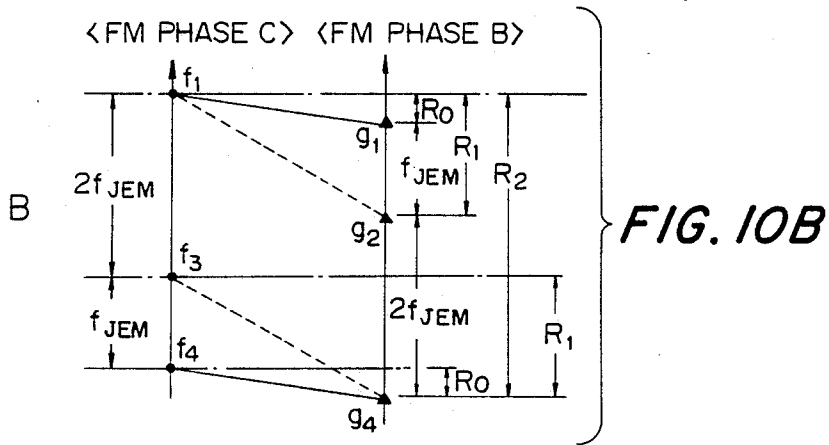 <FM PHASE C> <FM PHASE B>
f1
R0
g1
R1
fJEM
R2
2fJEM
B
g2
FIG. 10B
f3
2fJEM
fJEM
R1
f4
R0
g4